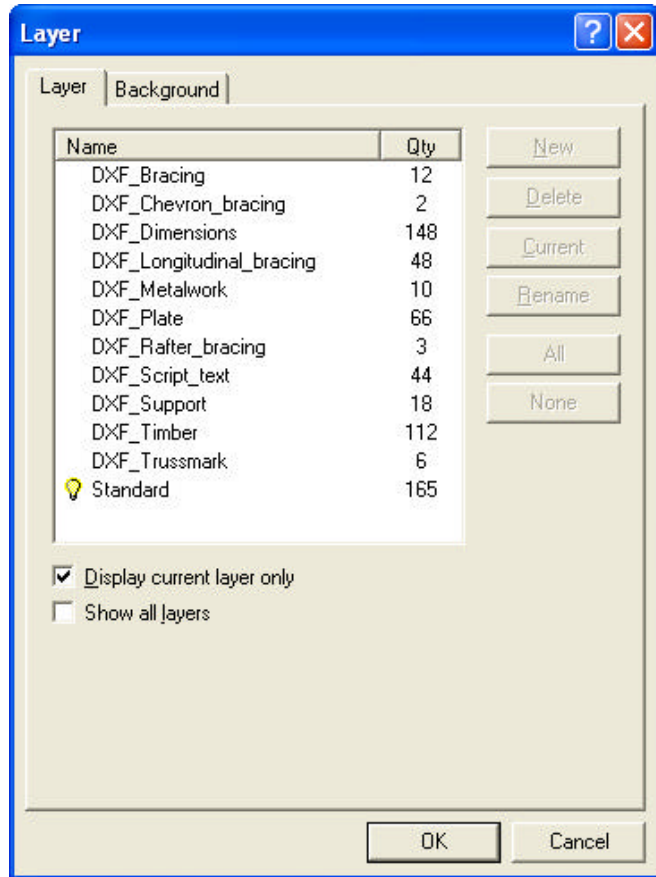 Layer
Layer Background
Name Qty New
DXF_Bracing 12
DXF_Chevron_bracing 2 Delete
DXF_Dimensions 148
DXF_Longitudinal_bracing 48 Current
DXF_Metalwork 10 Rename
DXF_Plate 66
DXF_Rafter_bracing 3 All
DXF_Script_text 44
DXF_Support 18 None
DXF_Timber 112
DXF_Trussmark 6
Standard 165
Display current layer only
Show all layers
OK Cancel